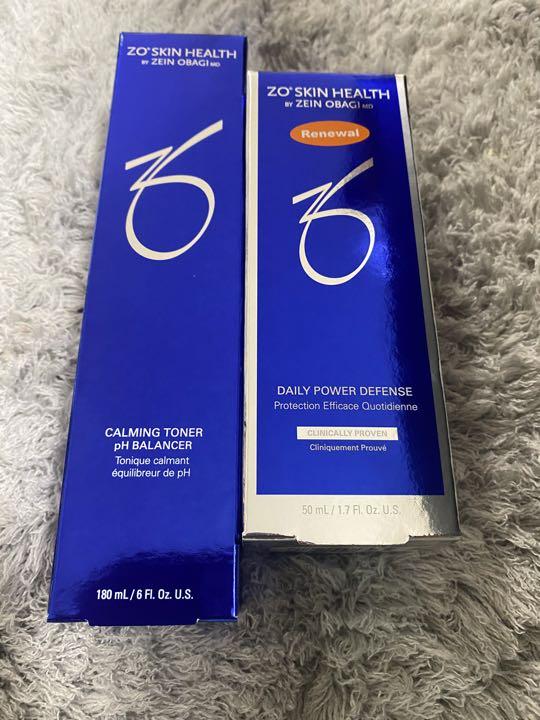 ZO® SKIN HEALTH
BY ZEIN OBAGI MD
CALMING TONER
pH BALANCER
Tonique calmant
équilibreur de pH
180 mL / 6 Fl. Oz. U.S.
ZO® SKIN HEALTH
BY ZEIN OBAGI MD
Renewal
DAILY POWER DEFENSE
Protection Efficace Quotidienne
CLINICALLY PROVEN
Cliniquement Prouvé
50 mL / 1.7 Fl. Oz. U.S.